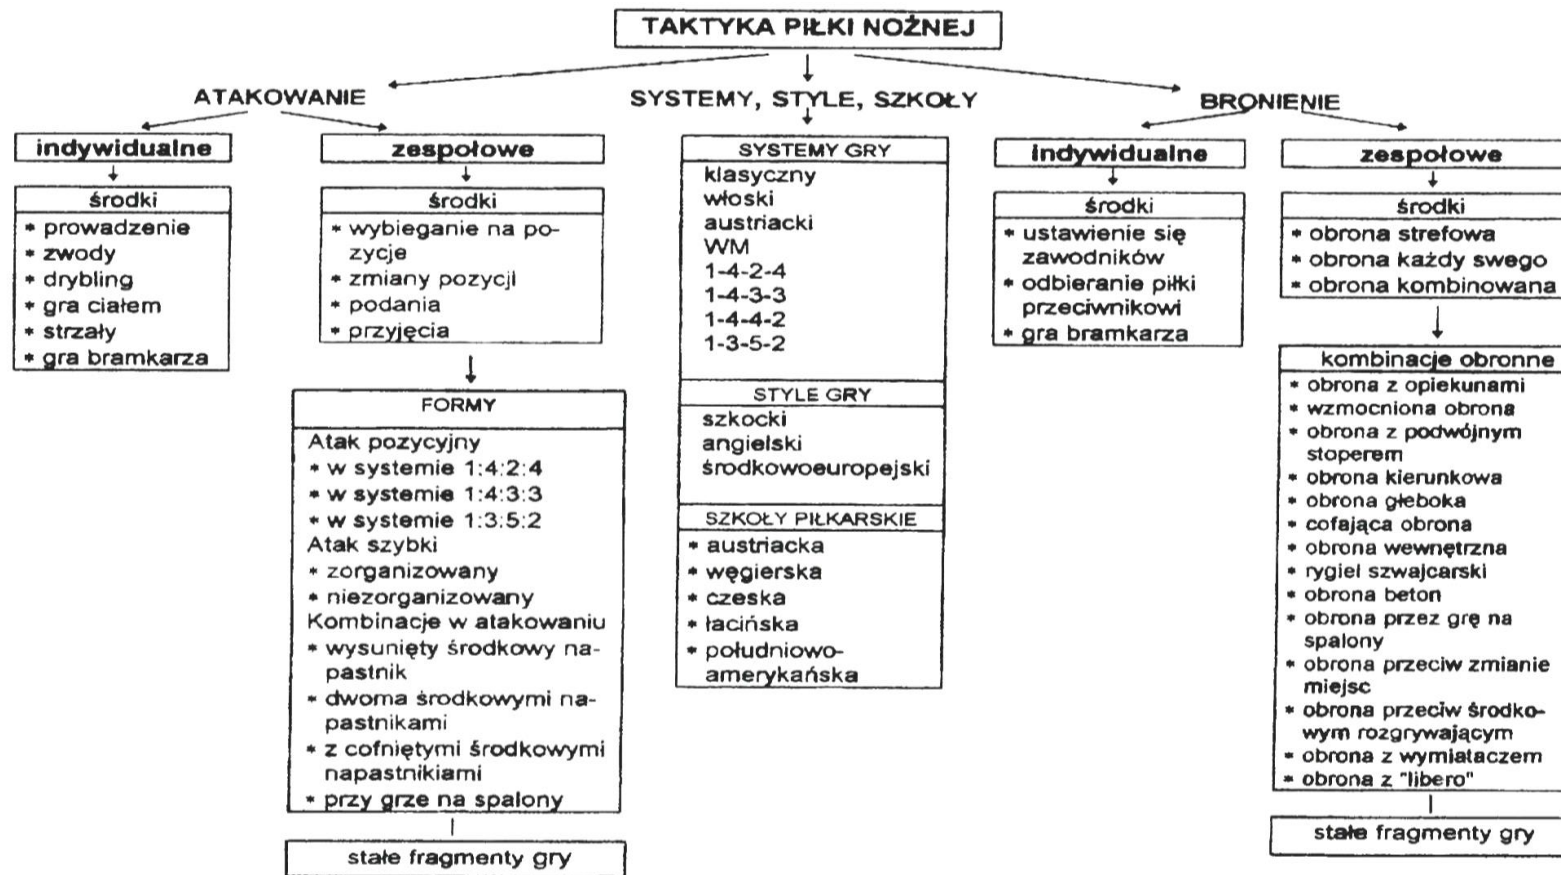 TAKTYKA PIŁKI NOŻNEJ
ATAKOWANIE
indywidualne
środki
* prowadzenie
* zwody
* drybling
* gra ciałem
* strzały
* gra bramkarza
zespołowe
środki
* wybieganie na po-
zycje
* zmiany pozycji
* podania
* przyjęcia
FORMY
Atak pozycyjny
* w systemie 1:4:2:4
* w systemie 1:4:3:3
* w systemie 1:3:5:2
Atak szybki
* zorganizowany
* niezorganizowany
Kombinacje w atakowaniu
* wysunięty środkowy na-
pastnik
* dwoma środkowymi na-
pastnikami
* z cofniętymi środkowymi
napastnikiami
* przy grze na spalony
stałe fragmenty gry
SYSTEMY, STYLE, SZKOŁY
SYSTEMY GRY
klasyczny
włoski
austriacki
WM
1-4-2-4
1-4-3-3
1-4-4-2
1-3-5-2
STYLE GRY
szkocki
angielski
środkowoeuropejski
SZKOŁY PIŁKARSKIE
* austriacka
* węgierska
* czeska
* łacińska
* południowo-
amerykańska
BRONIENIE
indywidualne
środki
* ustawienie się
zawodników
* odbieranie piłki
przeciwnikowi
* gra bramkarza
zespołowe
środki
* obrona strefowa
* obrona każdy swego
* obrona kombinowana
kombinacje obronne
* obrona z opiekunami
* wzmocniona obrona
* obrona z podwójnym
stoperem
* obrona kierunkowa
* obrona głeboka
* cofająca obrona
* obrona wewnętrzna
* rygiel szwajcarski
* obrona beton
* obrona przez grę na
spalony
* obrona przeciw zmianie
miejsc
* obrona przeciw środko-
wym rozgrywającym
* obrona z wymiataczem
* obrona z "libero"
stałe fragmenty gry